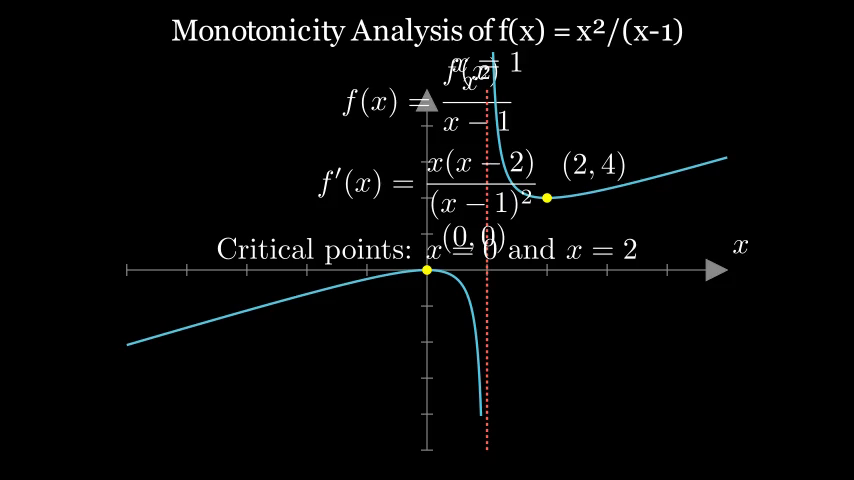 Monotonicity Analysis of f(x) = x²/(x-1)
x = 1
f(x)
f(x) = \frac{x^2}{x - 1}
f'(x) = \frac{x(x - 2)}{(x - 1)^2}
(2, 4)
(0, 0)
Critical points: x = 0 and x = 2
x